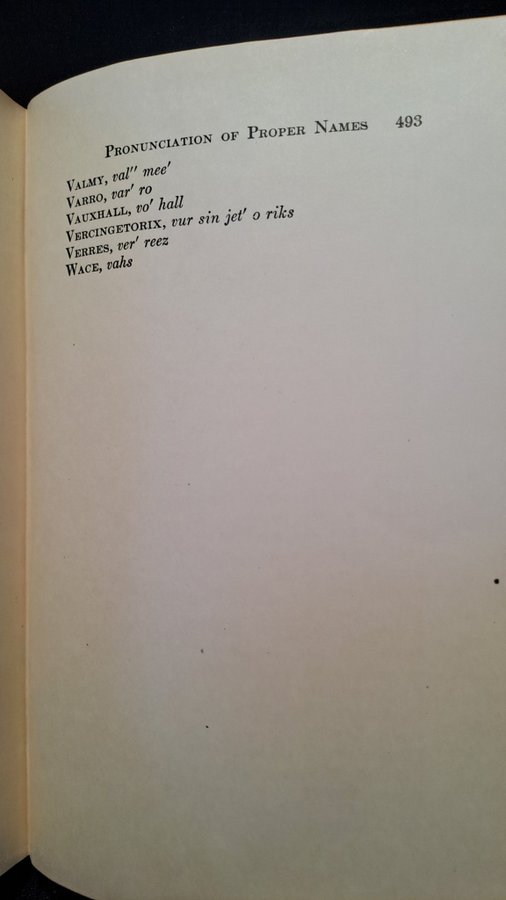 PRONUNCIATION OF PROPER NAMES 493
VALMY, val″ mee′
VARRO, var′ ro
VAUXHALL, vo′ hall
VERCINGETORIX, vur sin jet′ o riks
VERRES, ver′ reez
WACE, vahs